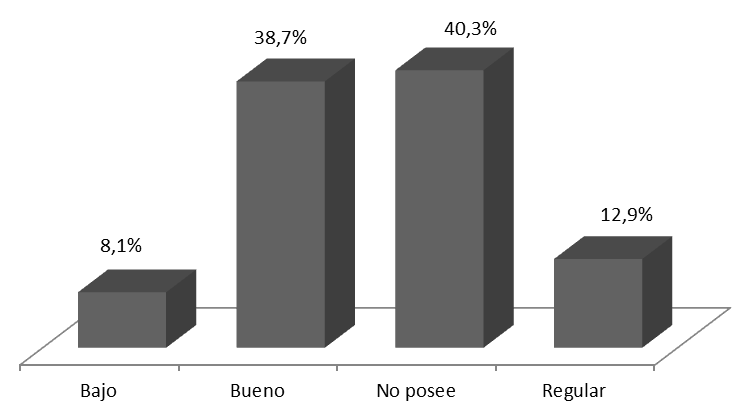 40,3%
38,7%
12,9%
8,1%
Bajo Bueno No posee Regular